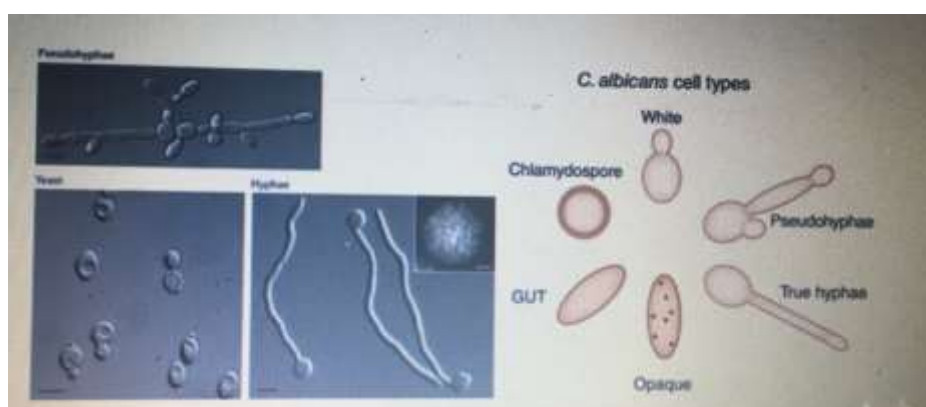 Pseudohyphae
Yeast
Hyphae
C. albicans cell types
White
Chlamydospore
Pseudohyphae
GUT
True hyphae
Opaque